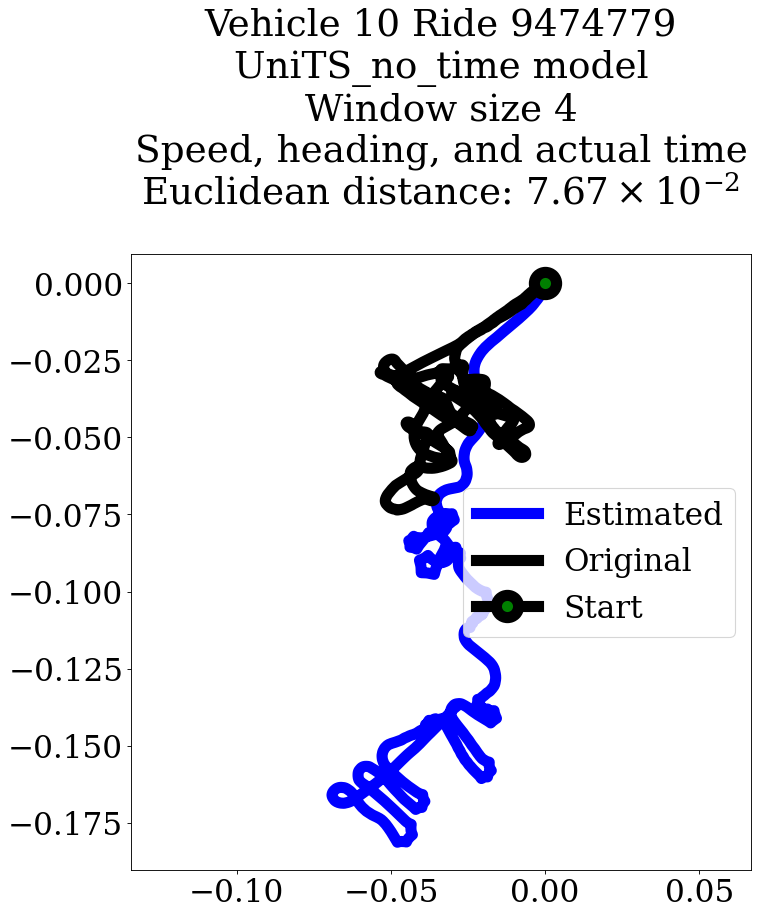 Vehicle 10 Ride 9474779
UniTS_no_time model
Window size 4
Speed, heading, and actual time
Euclidean distance: 7.67 × 10⁻²
0.000
−0.025
−0.050
−0.075
−0.100
−0.125
−0.150
−0.175
Estimated
Original
Start
−0.10
−0.05
0.00
0.05